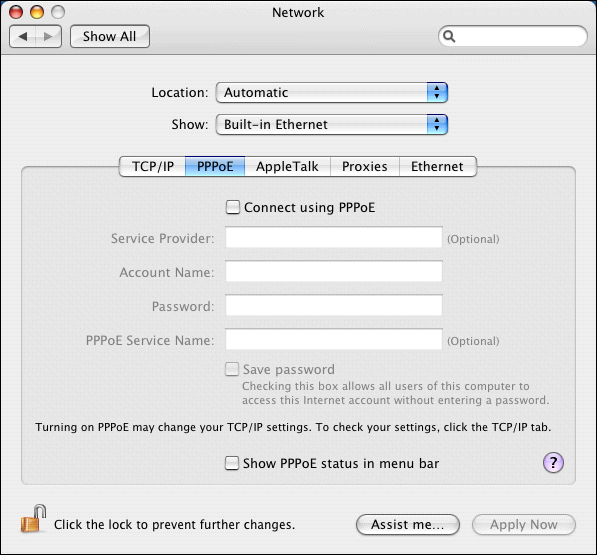 Network
Show All
Location: Automatic
Show: Built-in Ethernet
TCP/IP PPPoE AppleTalk Proxies Ethernet
Connect using PPPoE
Service Provider: (Optional)
Account Name:
Password:
PPPoE Service Name: (Optional)
Save password
Checking this box allows all users of this computer to
access this Internet account without entering a password.
Turning on PPPoE may change your TCP/IP settings. To check your settings, click the TCP/IP tab.
Show PPPoE status in menu bar ?
Click the lock to prevent further changes. Assist me... Apply Now